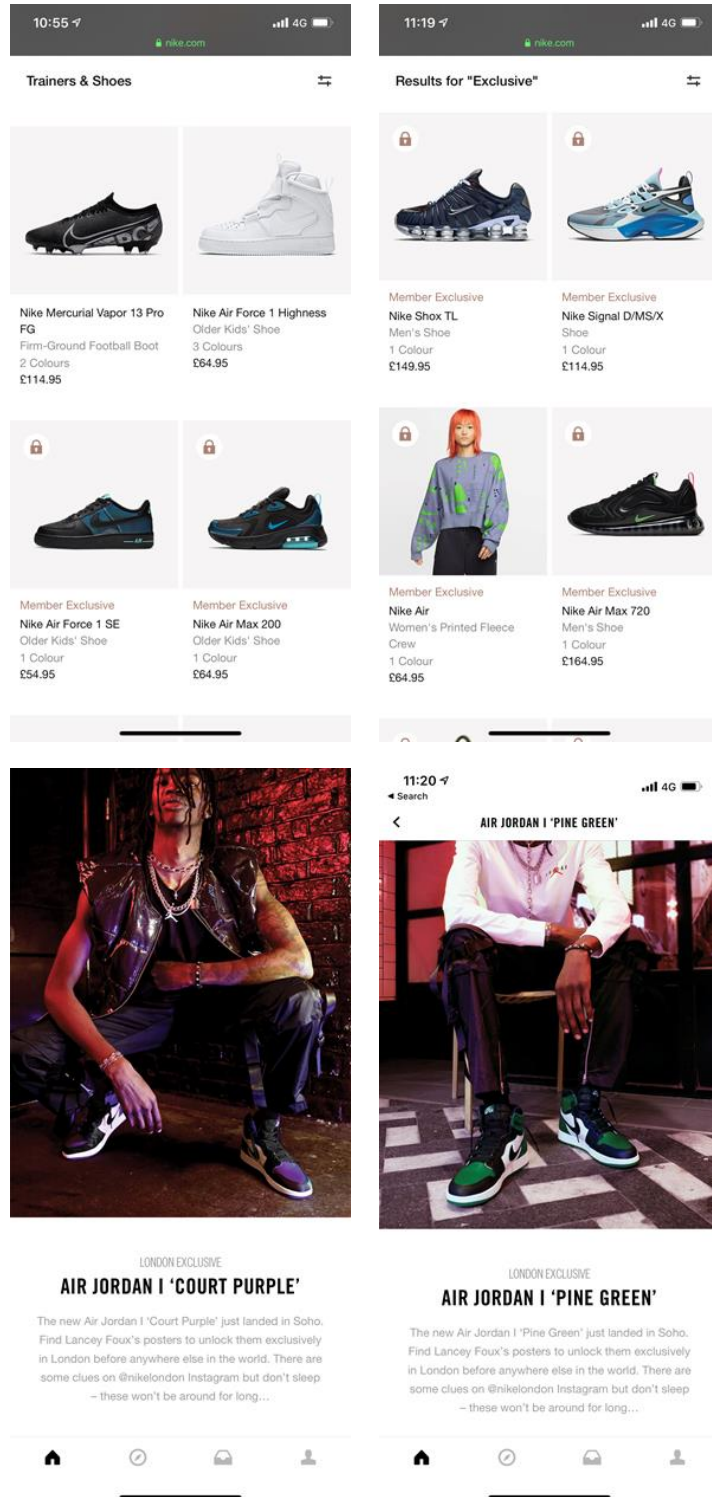 10:55
4G
nike.com
Trainers & Shoes
Nike Mercurial Vapor 13 Pro
FG
Firm-Ground Football Boot
2 Colours
£114.95
Nike Air Force 1 Highness
Older Kids' Shoe
3 Colours
£64.95
Member Exclusive
Nike Air Force 1 SE
Older Kids' Shoe
1 Colour
£54.95
Member Exclusive
Nike Air Max 200
Older Kids' Shoe
1 Colour
£64.95
11:19
4G
nike.com
Results for "Exclusive"
Member Exclusive
Nike Shox TL
Men's Shoe
1 Colour
£149.95
Member Exclusive
Nike Signal D/MS/X
Shoe
1 Colour
£114.95
Member Exclusive
Nike Air
Women's Printed Fleece
Crew
1 Colour
£64.95
Member Exclusive
Nike Air Max 720
Men's Shoe
1 Colour
£164.95
LONDON EXCLUSIVE
AIR JORDAN I ‘COURT PURPLE’
The new Air Jordan I ‘Court Purple’ just landed in Soho.
Find Lancey Foux’s posters to unlock them exclusively
in London before anywhere else in the world. There are
some clues on @nikelondon Instagram but don’t sleep
– these won’t be around for long…
11:20
4G
Search
AIR JORDAN I ‘PINE GREEN’
LONDON EXCLUSIVE
AIR JORDAN I ‘PINE GREEN’
The new Air Jordan I ‘Pine Green’ just landed in Soho.
Find Lancey Foux’s posters to unlock them exclusively
in London before anywhere else in the world. There are
some clues on @nikelondon Instagram but don’t sleep
– these won’t be around for long…